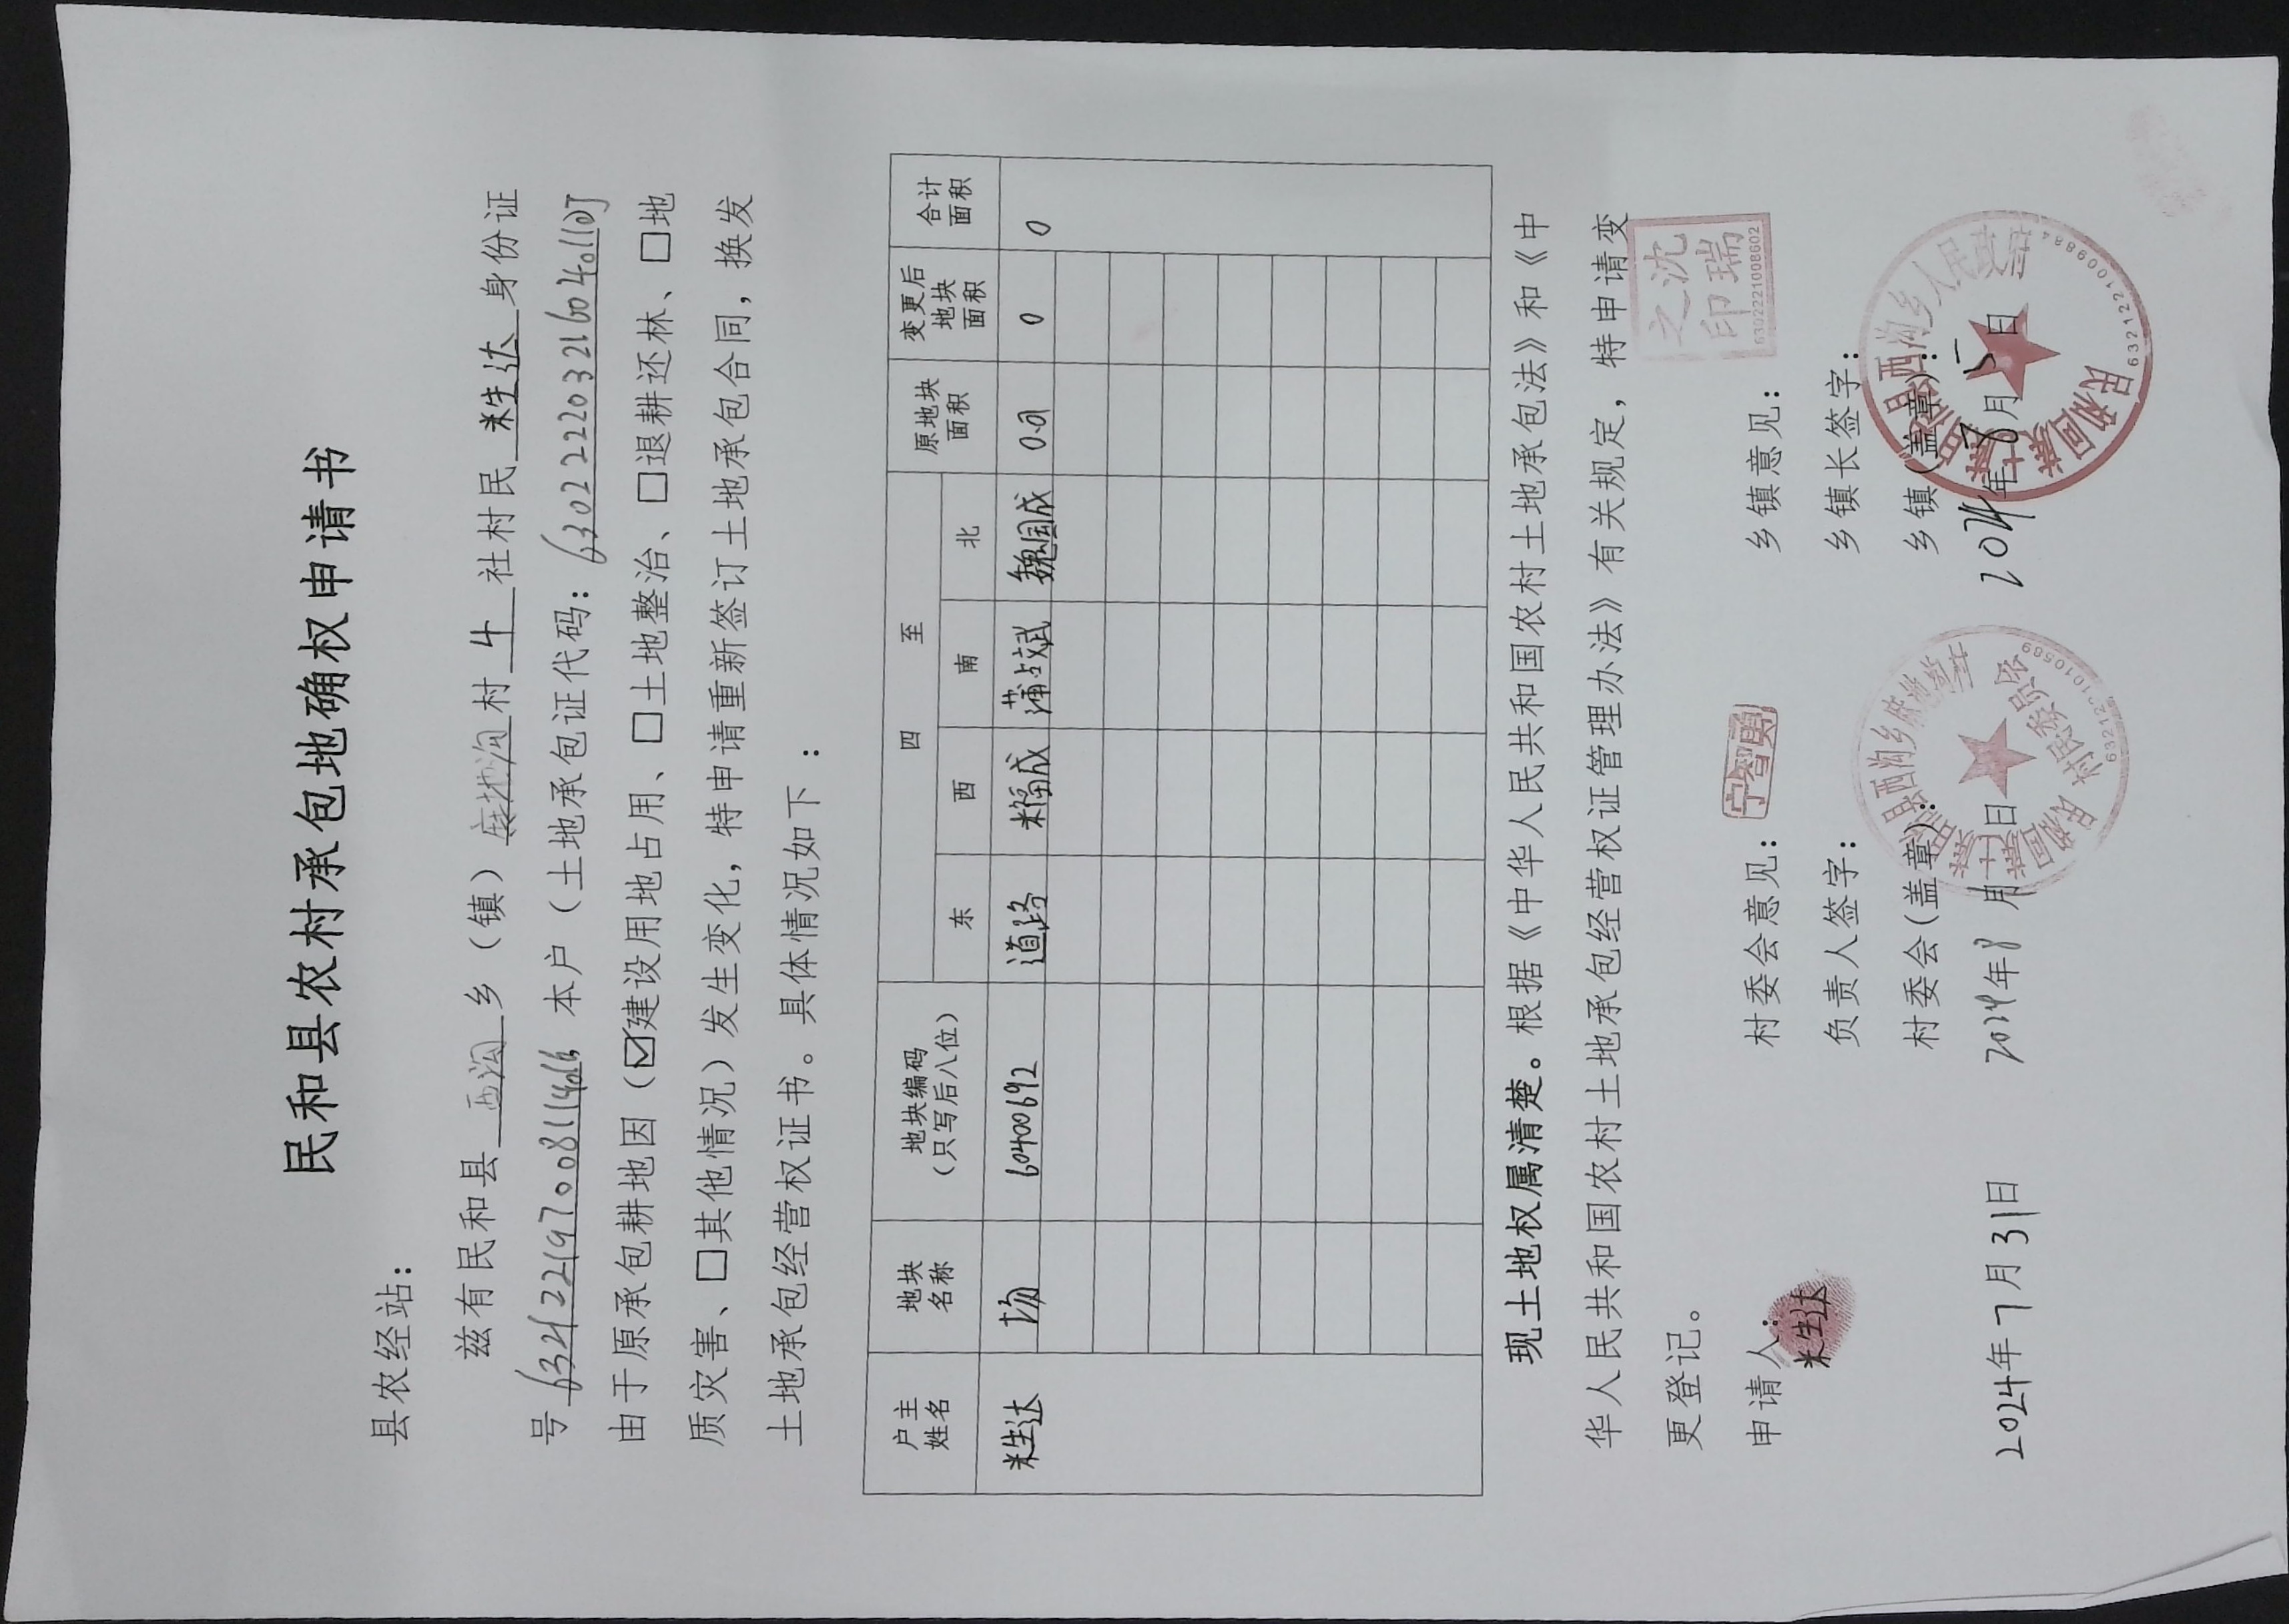 民和县农村承包地确权申请书
县农经站：
兹有民和县 西沟 乡（镇）麻地沟 村 4 社村民 米生达 身份证
号 本户（土地承包证代码：
由于原承包耕地因（☑建设用地占用、□土地整治、□退耕还林、□地
质灾害、□其他情况）发生变化，特申请重新签订土地承包合同，换发
土地承包经营权证书。具体情况如下 ：
户主姓名 地块名称 地块编码（只写后八位） 四 至 原地块面积 变更后地块面积 合计面积
东 西 南 北
米生达 场 60400692 道路 米福成 蒲占斌 魏国成 0 0
现土地权属清楚。根据《中华人民共和国农村土地承包法》和《中
华人民共和国农村土地承包经营权证管理办法》有关规定，特申请变
更登记。
沈瑞之印
6302221008602
申请人： 村委会意见： 宁智勇 乡镇意见：
米生达
负责人签字： 乡镇长签字：
村委会(盖章)： 乡镇(盖章)：
2024年7月31日 2024年8月1日 2024年8月5日
民和回族土族自治县西沟乡麻地沟村
村民委员会
民和回族土族自治县西沟乡人民政府
6321221009884